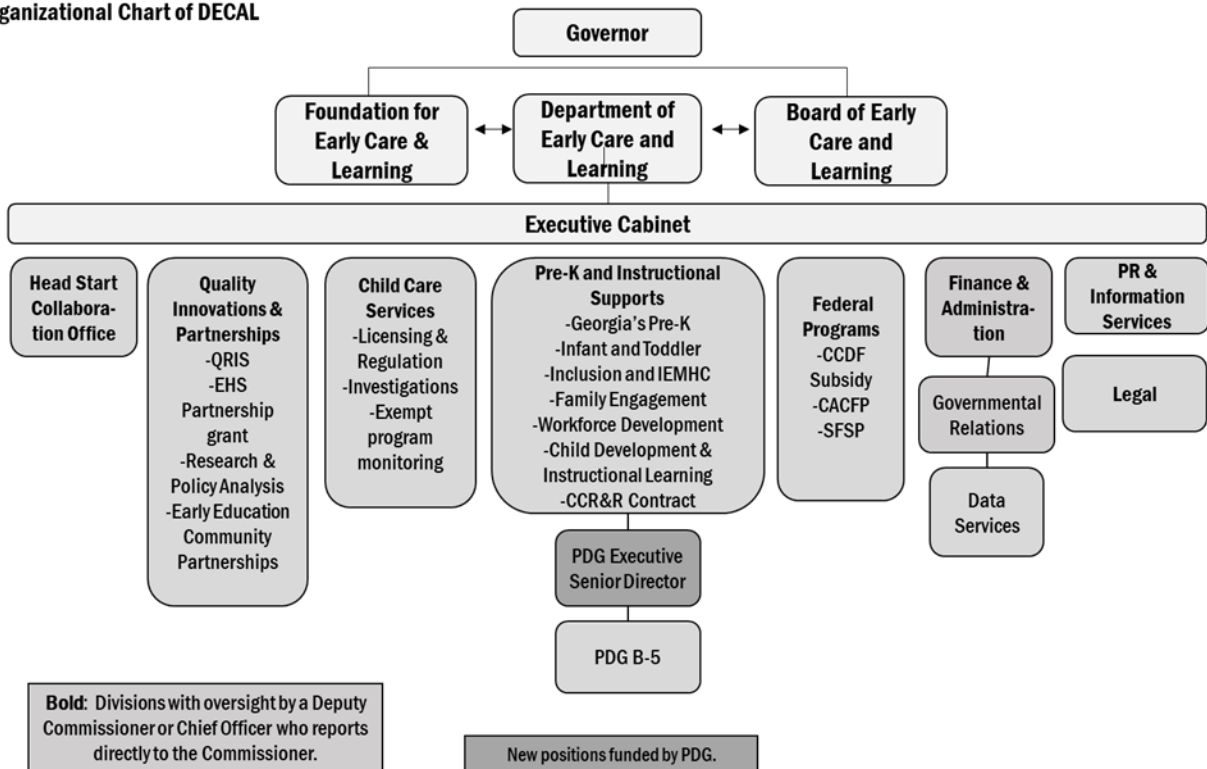 ganizational Chart of DECAL
Governor
Foundation for
Early Care &
Learning
Department of
Early Care and
Learning
Board of Early
Care and
Learning
Executive Cabinet
Head Start
Collabora-
tion Office
Quality
Innovations &
Partnerships
-QRIS
-EHS
Partnership
grant
-Research &
Policy Analysis
-Early Education
Community
Partnerships
Child Care
Services
-Licensing &
Regulation
-Investigations
-Exempt
program
monitoring
Pre-K and Instructional
Supports
-Georgia's Pre-K
-Infant and Toddler
-Inclusion and IEMHC
-Family Engagement
-Workforce Development
-Child Development &
Instructional Learning
-CCR&R Contract
PDG Executive
Senior Director
PDG B-5
Federal
Programs
-CCDF
Subsidy
-CACFP
-SFSP
Finance &
Administra-
tion
Governmental
Relations
Data
Services
PR &
Information
Services
Legal
Bold: Divisions with oversight by a Deputy
Commissioner or Chief Officer who reports
directly to the Commissioner.
New positions funded by PDG.